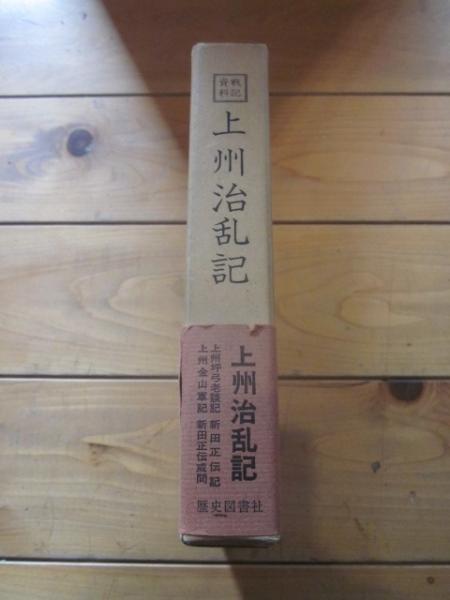 戦記
資料
上州治乱記
上州治乱記
上州坪弓老談記 新田正伝記
上州金山軍記 新田正伝或問
歴史図書社